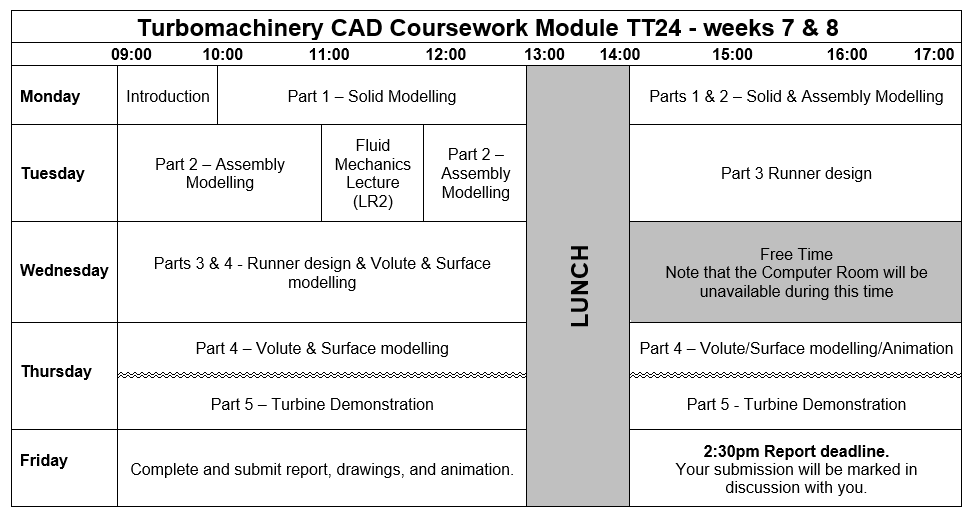 Turbomachinery CAD Coursework Module TT24 - weeks 7 & 8
09:00 10:00 11:00 12:00 13:00 14:00 15:00 16:00 17:00
Monday
Introduction
Part 1 – Solid Modelling
Parts 1 & 2 – Solid & Assembly Modelling
Tuesday
Part 2 – Assembly
Modelling
Fluid
Mechanics
Lecture
(LR2)
Part 2 –
Assembly
Modelling
Part 3 Runner design
LUNCH
Wednesday
Parts 3 & 4 - Runner design & Volute & Surface
modelling
Free Time
Note that the Computer Room will be
unavailable during this time
Thursday
Part 4 – Volute & Surface modelling
Part 4 – Volute/Surface modelling/Animation
Part 5 – Turbine Demonstration
Part 5 - Turbine Demonstration
Friday
Complete and submit report, drawings, and animation.
2:30pm Report deadline.
Your submission will be marked in
discussion with you.